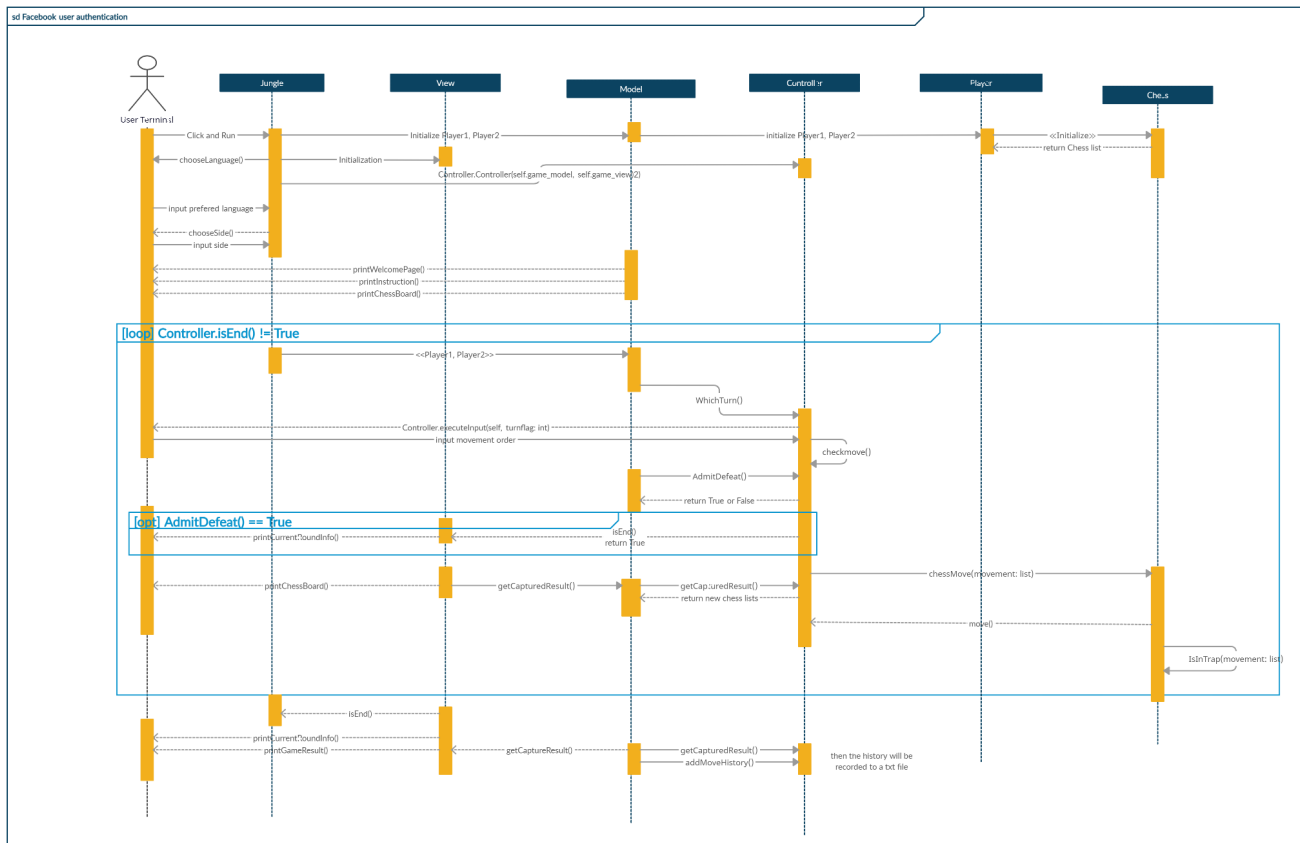 sd Facebook user authentication
Jungle
View
Model
Controller
Player
Chess
User Terminal
Click and Run
Initialize Player1, Player2
initialize Player1, Player2
<<Initialize>>
return Chess list
chooseLanguage()
Initialization
Controller.Controller(self.game_model, self.game_view)2)
input prefered language
chooseSide()
input side
printWelcomePage()
printInstruction()
printChessBoard()
[loop] Controller.isEnd() != True
<<Player1, Player2>>
WhichTurn()
Controller.executeInput(self, turnflag: int)
input movement order
checkmove()
AdmitDefeat()
return True or False
[opt] AdmitDefeat() == True
isEnd()
return True
printCurrentRoundInfo()
chessMove(movement: list)
printChessBoard()
getCapturedResult()
getCapturedResult()
return new chess lists
move()
IsInTrap(movement: list)
isEnd()
printCurrentRoundInfo()
printGameResult()
getCaptureResult()
getCapturedResult()
addMoveHistory()
then the history will be
recorded to a txt file